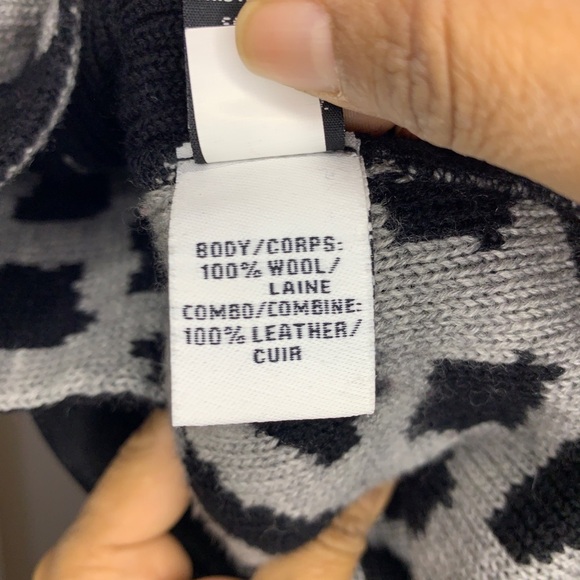 BODY/CORPS:
100% WOOL/
LAINE
COMBO/COMBINE:
100% LEATHER/
CUIR